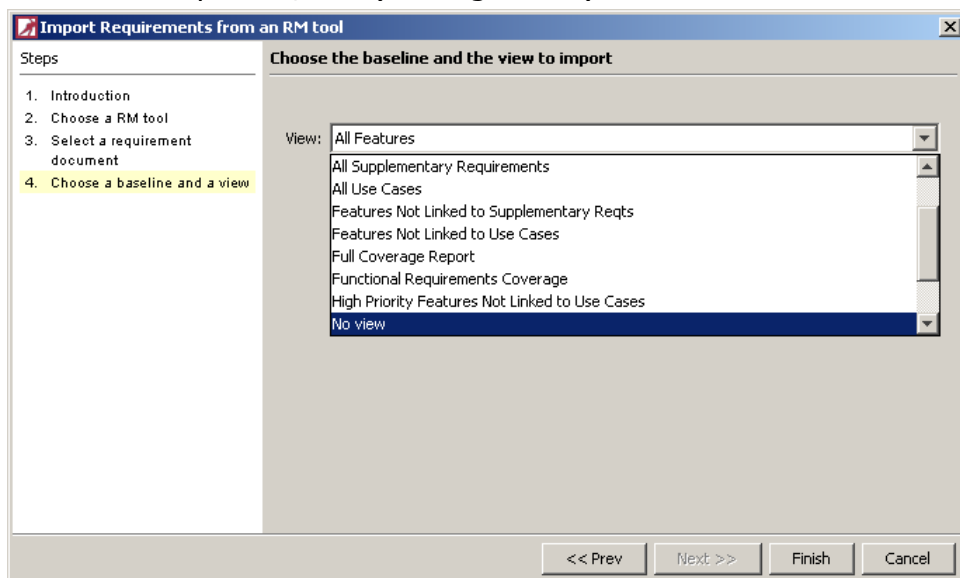 Import Requirements from an RM tool
Steps
Choose the baseline and the view to import
1. Introduction
2. Choose a RM tool
3. Select a requirement
document
4. Choose a baseline and a view
View: All Features
All Supplementary Requirements
All Use Cases
Features Not Linked to Supplementary Reqts
Features Not Linked to Use Cases
Full Coverage Report
Functional Requirements Coverage
High Priority Features Not Linked to Use Cases
No view
<< Prev Next >> Finish Cancel